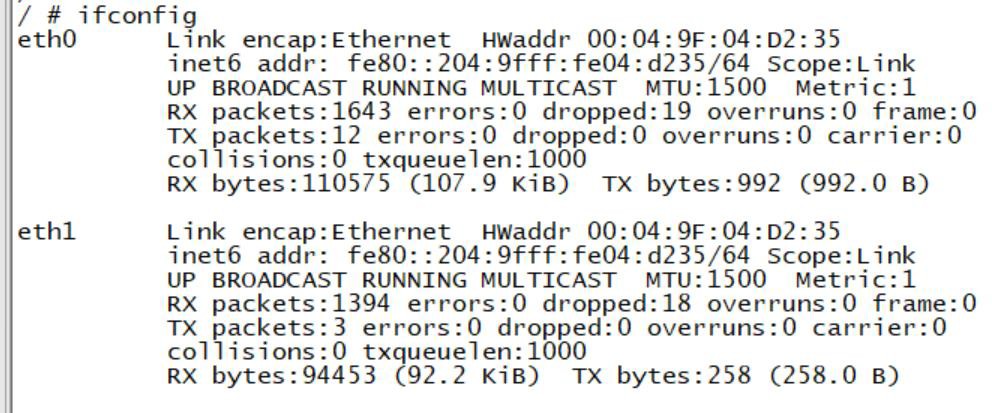 / # ifconfig
eth0      Link encap:Ethernet  HWaddr 00:04:9F:04:D2:35
          inet6 addr: fe80::204:9fff:fe04:d235/64 Scope:Link
          UP BROADCAST RUNNING MULTICAST  MTU:1500  Metric:1
          RX packets:1643 errors:0 dropped:19 overruns:0 frame:0
          TX packets:12 errors:0 dropped:0 overruns:0 carrier:0
          collisions:0 txqueuelen:1000
          RX bytes:110575 (107.9 KiB)  TX bytes:992 (992.0 B)

eth1      Link encap:Ethernet  HWaddr 00:04:9F:04:D2:35
          inet6 addr: fe80::204:9fff:fe04:d235/64 Scope:Link
          UP BROADCAST RUNNING MULTICAST  MTU:1500  Metric:1
          RX packets:1394 errors:0 dropped:18 overruns:0 frame:0
          TX packets:3 errors:0 dropped:0 overruns:0 carrier:0
          collisions:0 txqueuelen:1000
          RX bytes:94453 (92.2 KiB)  TX bytes:258 (258.0 B)